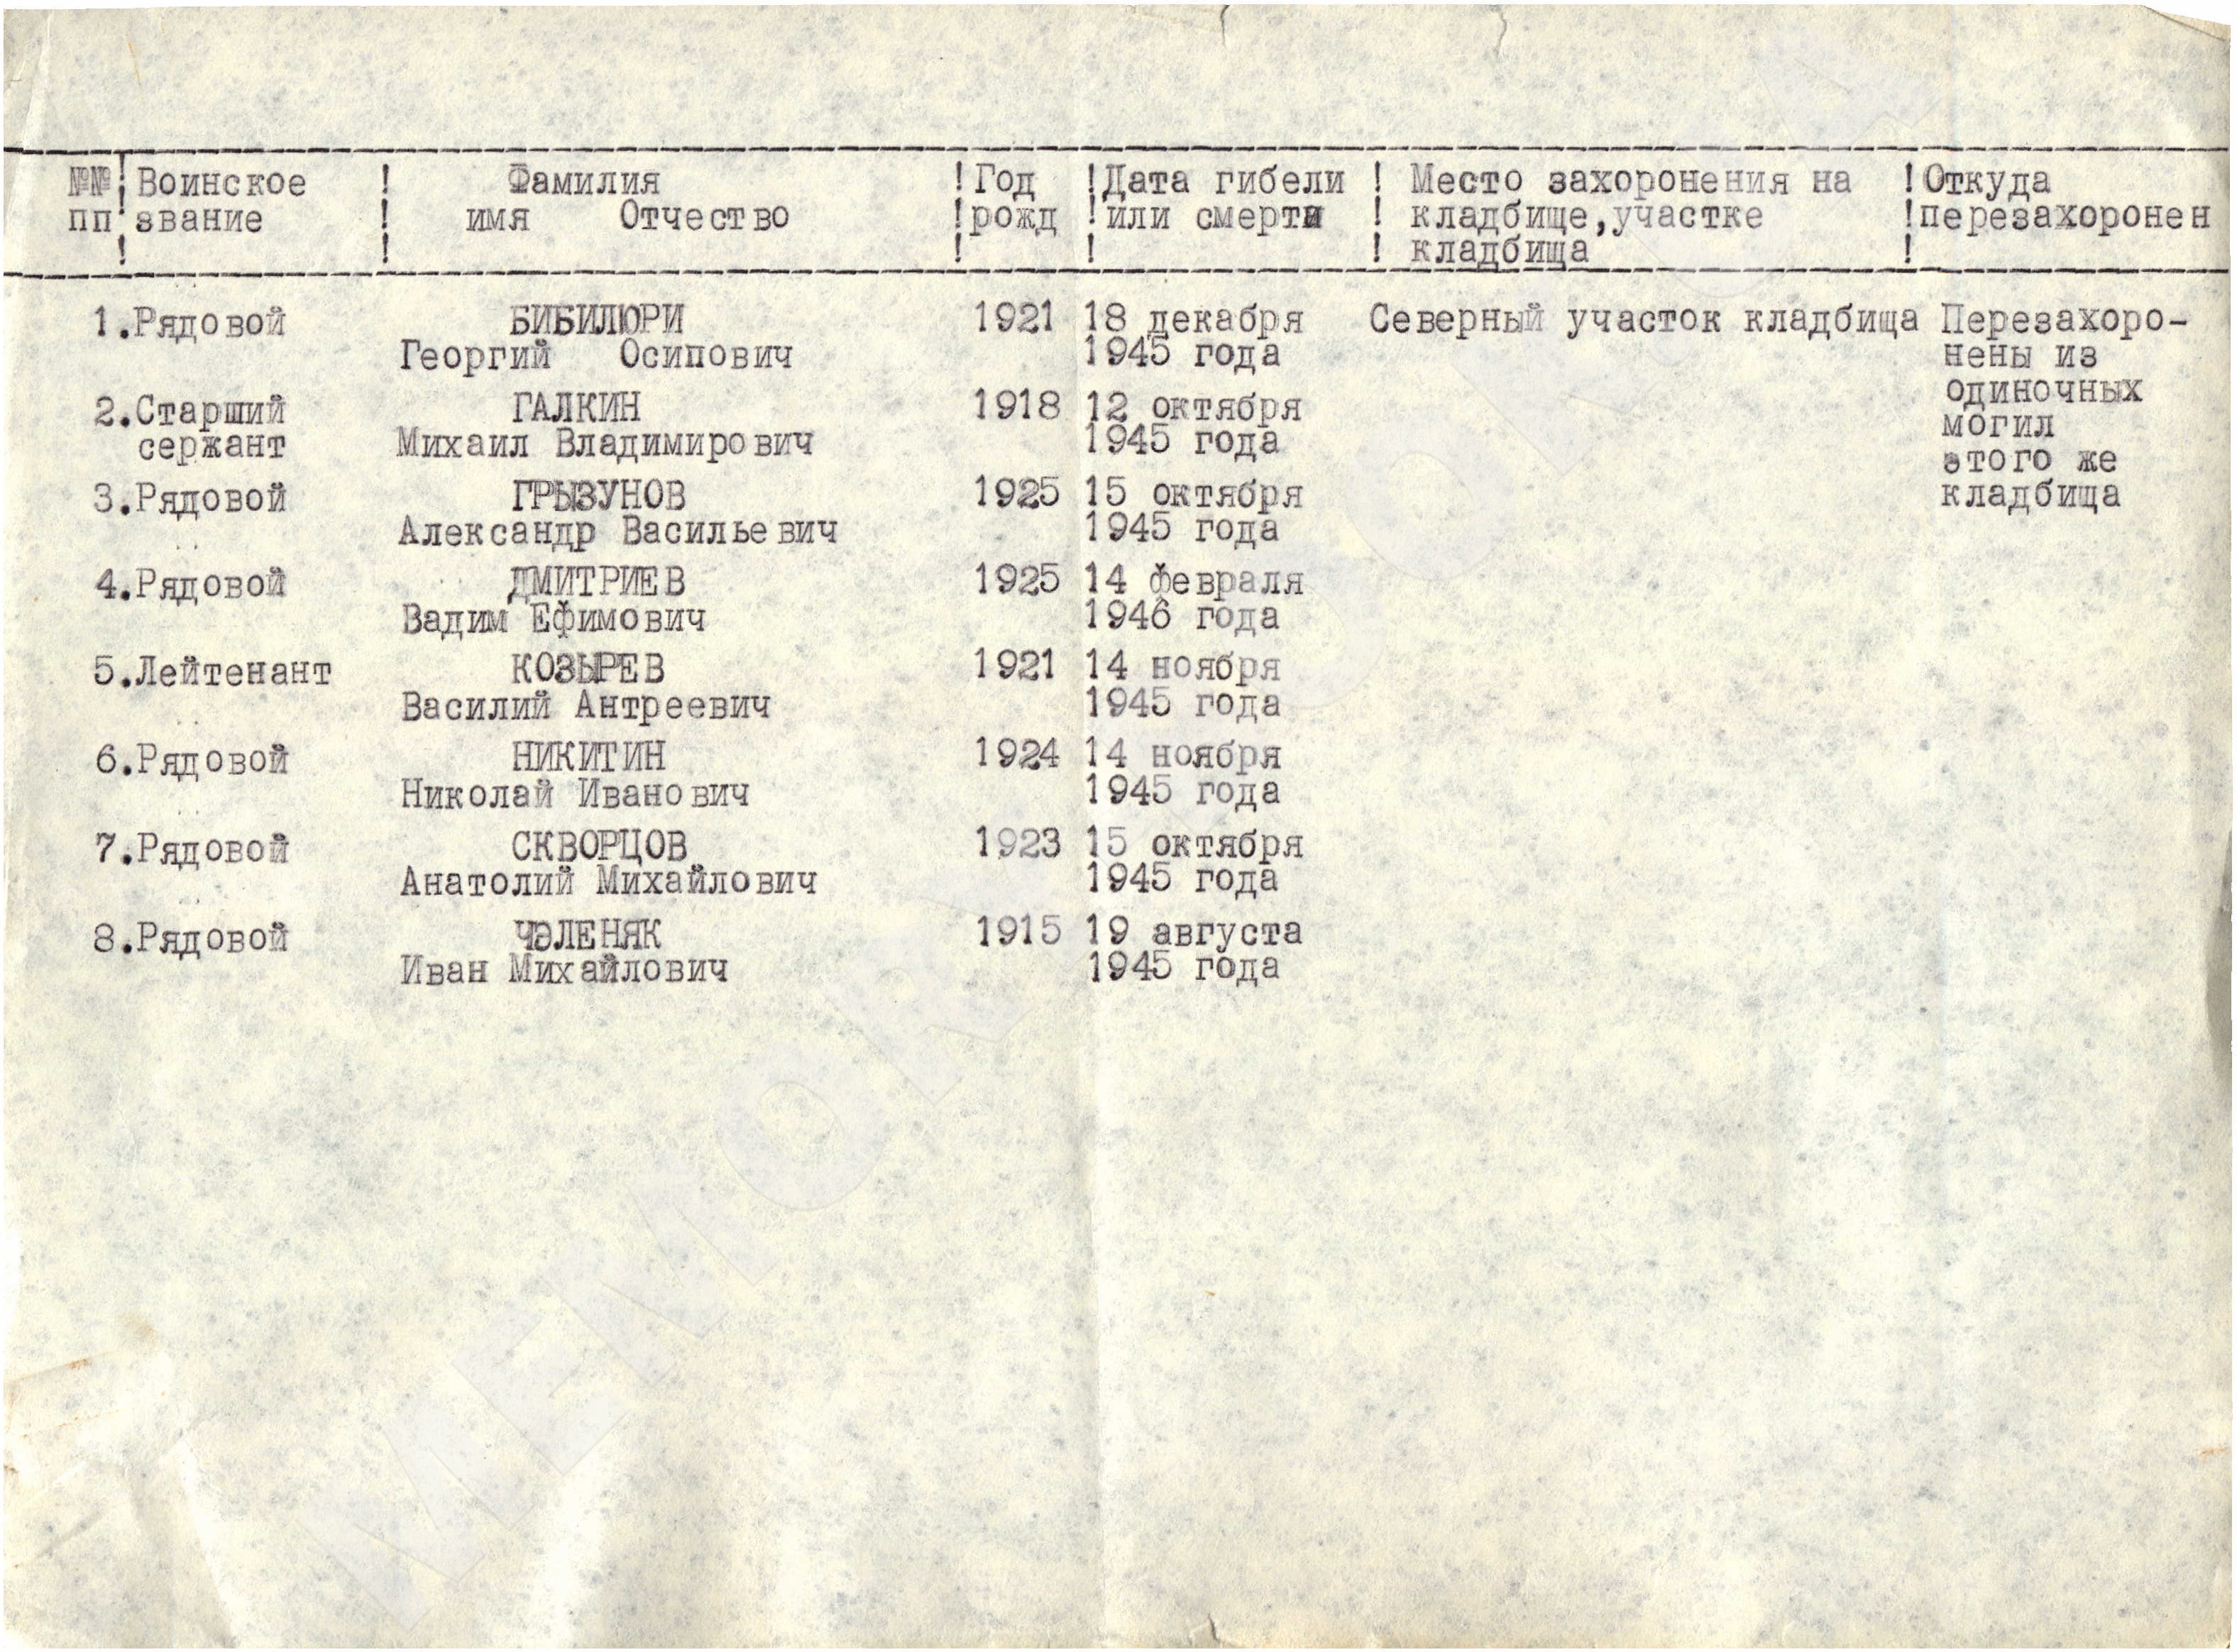 №№ ! Воинское ! Фамилия ! Год ! Дата гибели ! Место захоронения на ! Откуда
пп ! звание ! имя Отчество ! рожд ! или смерти ! кладбище, участке ! перезахоронен
! ! ! ! ! кладбища !
1. Рядовой БИБИЛЮРИ 1921 18 декабря Северный участок кладбища Перезахоро-
Георгий Осипович 1945 года нены из
одиночных
2. Старший ГАЛКИН 1918 12 октября могил
сержант Михаил Владимирович 1945 года этого же
3. Рядовой ГРЫЗУНОВ 1925 15 октября кладбища
Александр Васильевич 1945 года
4. Рядовой ДМИТРИЕВ 1925 14 февраля
Вадим Ефимович 1946 года
5. Лейтенант КОЗЫРЕВ 1921 14 ноября
Василий Антреевич 1945 года
6. Рядовой НИКИТИН 1924 14 ноября
Николай Иванович 1945 года
7. Рядовой СКВОРЦОВ 1923 15 октября
Анатолий Михайлович 1945 года
8. Рядовой ЧЭЛЕНЯК 1915 19 августа
Иван Михайлович 1945 года